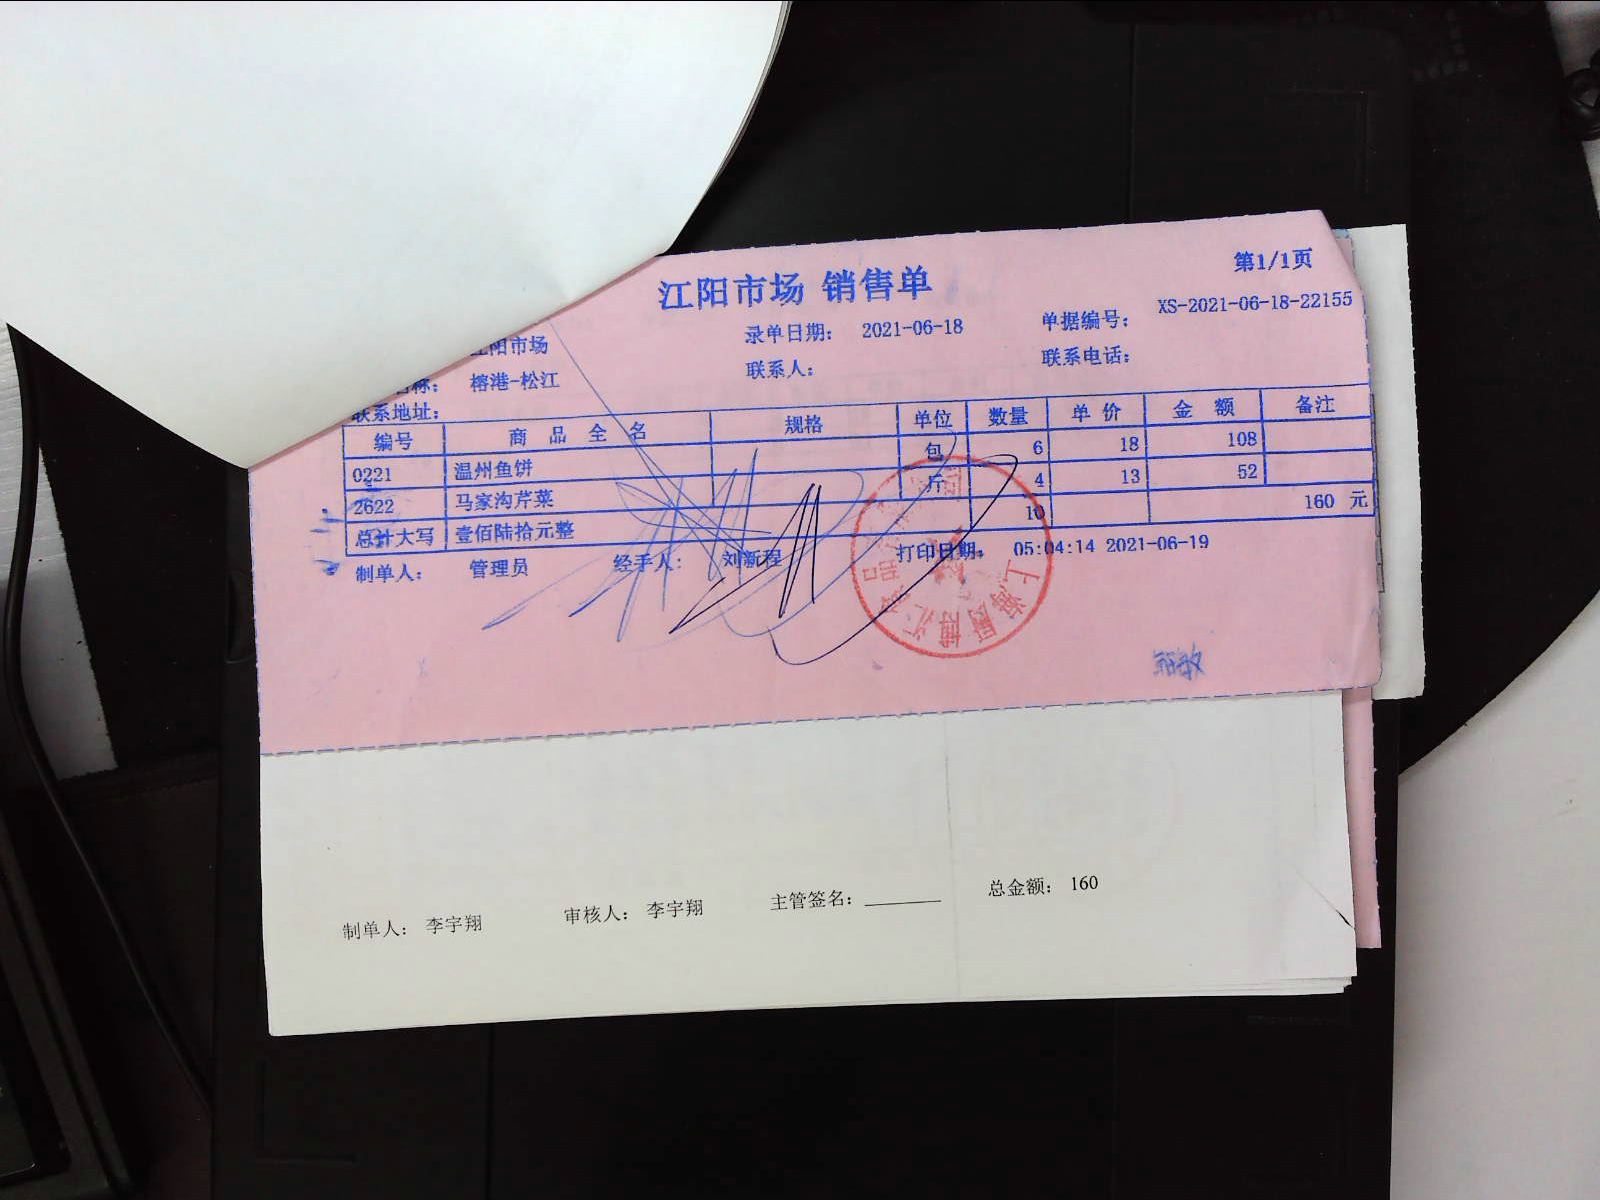 第1/1页
江阳市场 销售单
江阳市场 录单日期： 2021-06-18 单据编号： XS-2021-06-18-22155
名称： 榕港-松江 联系人： 联系电话：
联系地址：
编号 商品全名 规格 单位 数量 单价 金额 备注
0221 温州鱼饼 包 6 18 108
2622 马家沟芹菜 斤 4 13 52
总计大写 壹佰陆拾元整 10 160 元
制单人： 管理员 经手人： 刘新程 打印日期： 05:04:14 2021-06-19
上海
制单人： 李宇翔 审核人： 李宇翔 主管签名：________ 总金额： 160